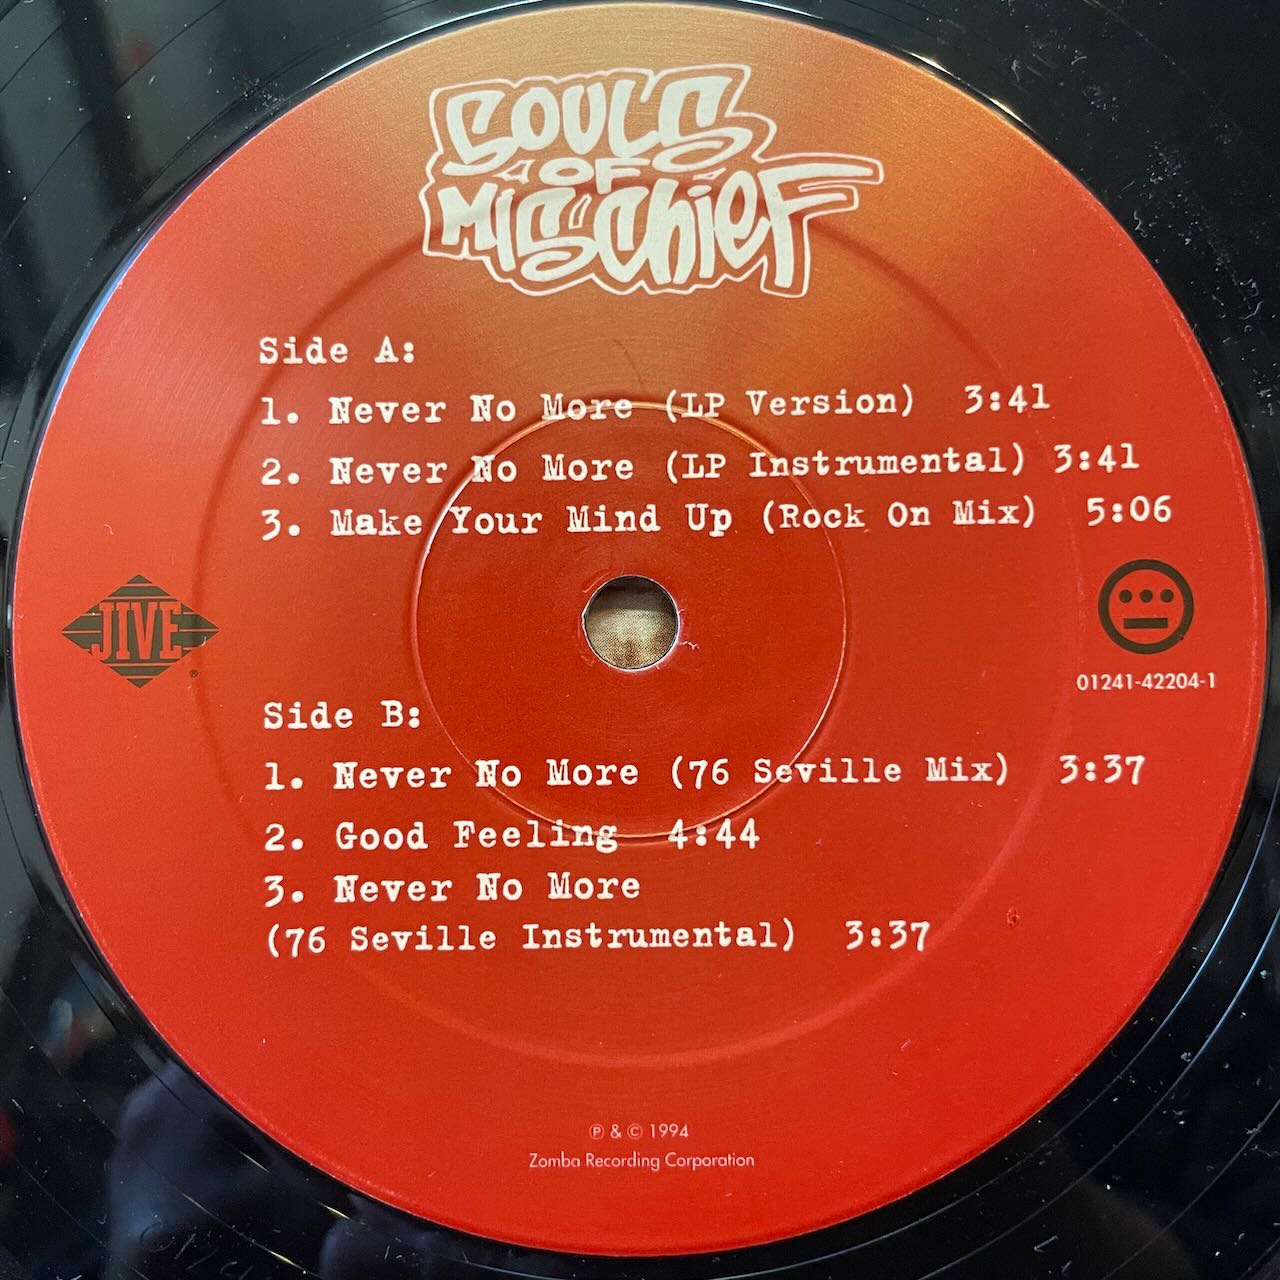 SOULS
OF
MISCHIEF
Side A:
1. Never No More (LP Version) 3:41
2. Never No More (LP Instrumental) 3:41
3. Make Your Mind Up (Rock On Mix) 5:06
JIVE
®
01241-42204-1
Side B:
1. Never No More (76 Seville Mix) 3:37
2. Good Feeling 4:44
3. Never No More
(76 Seville Instrumental) 3:37
℗ & © 1994
Zomba Recording Corporation